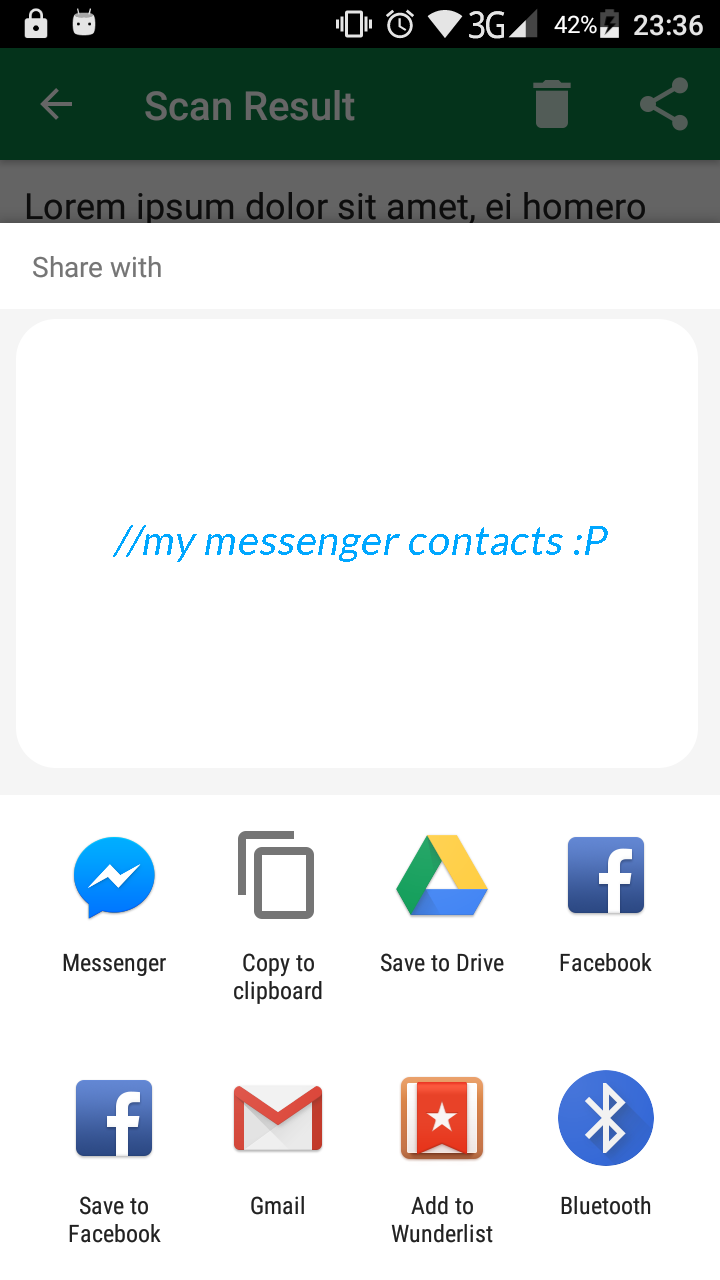 3G 42% 23:36
Scan Result
Lorem ipsum dolor sit amet, ei homero
Share with
//my messenger contacts :P
Messenger
Copy to
clipboard
Save to Drive
Facebook
Save to
Facebook
Gmail
Add to
Wunderlist
Bluetooth